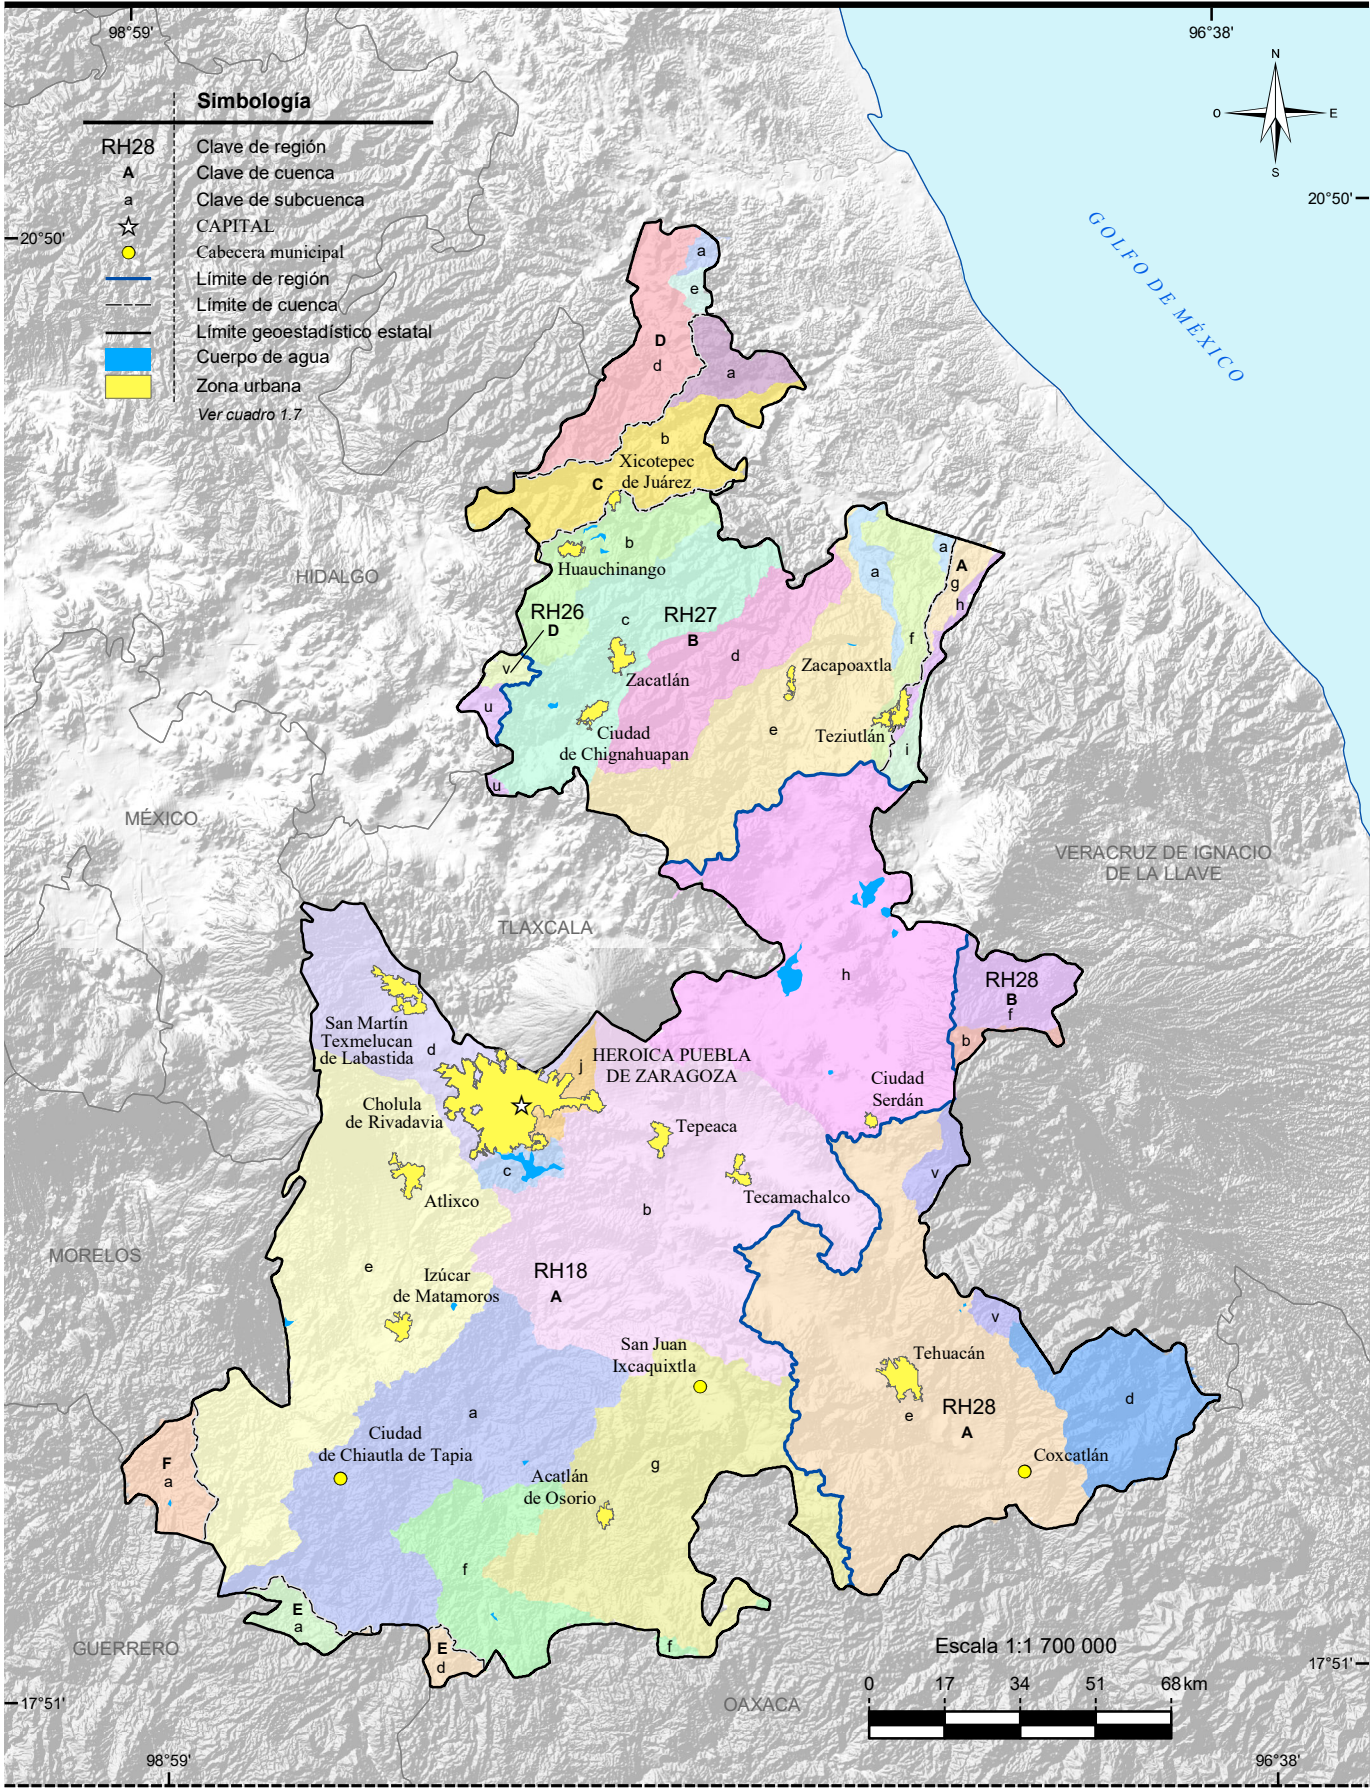 98°59'
96°38'
Simbología
RH28 Clave de región
A Clave de cuenca
a Clave de subcuenca
CAPITAL
Cabecera municipal
Límite de región
Límite de cuenca
Límite geoestadístico estatal
Cuerpo de agua
Zona urbana
Ver cuadro 1.7
N
O
E
S
20°50'
20°50'
GOLFO DE MÉXICO
a
e
D
d
a
b
Xicotepec
de Juárez
C
b
Huauchinango
HIDALGO
a
a
A
g
h
RH26
D
c
RH27
B
d
f
v
Zacatlán
Zacapoaxtla
u
Ciudad
de Chignahuapan
e
Teziutlán
i
u
MÉXICO
VERACRUZ DE IGNACIO
DE LA LLAVE
TLAXCALA
h
RH28
B
f
b
San Martín
Texmelucan
de Labastida
d
j
HEROICA PUEBLA
DE ZARAGOZA
Ciudad
Serdán
Cholula
de Rivadavia
Tepeaca
c
v
Atlixco
Tecamachalco
b
MORELOS
e
Izúcar
de Matamoros
RH18
A
v
San Juan
Ixcaquixtla
Tehuacán
e
RH28
A
d
a
Ciudad
de Chiautla de Tapia
Coxcatlán
F
a
g
Acatlán
de Osorio
f
E
a
GUERRERO
E
d
f
OAXACA
Escala 1:1 700 000
0 17 34 51 68 km
17°51'
17°51'
98°59'
96°38'